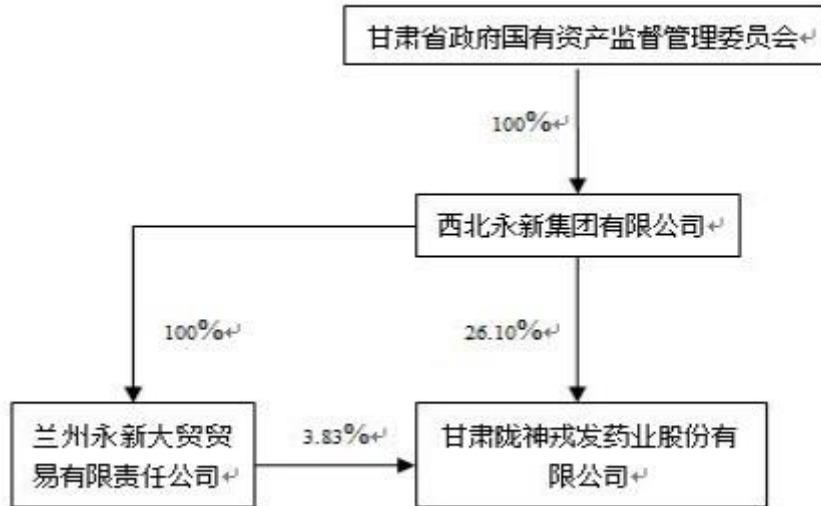 甘肃省政府国有资产监督管理委员会↵
100%↵
西北永新集团有限公司↵
100%↵
26.10%↵
兰州永新大贸贸
易有限责任公司↵
3.83%↵
甘肃陇神戎发药业股份有
限公司↵